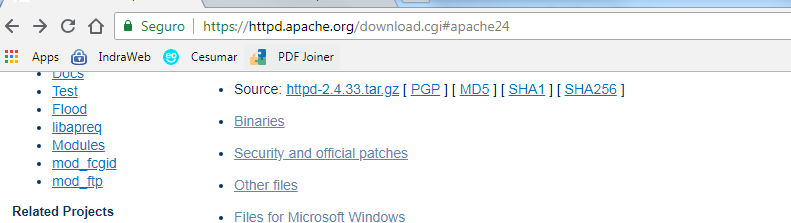 Seguro https://httpd.apache.org/download.cgi#apache24
Apps IndraWeb Cesumar PDF Joiner
Docs
Test
Flood
libapreq
Modules
mod_fcgid
mod_ftp
Related Projects
Source: httpd-2.4.33.tar.gz [ PGP ] [ MD5 ] [ SHA1 ] [ SHA256 ]
Binaries
Security and official patches
Other files
Files for Microsoft Windows